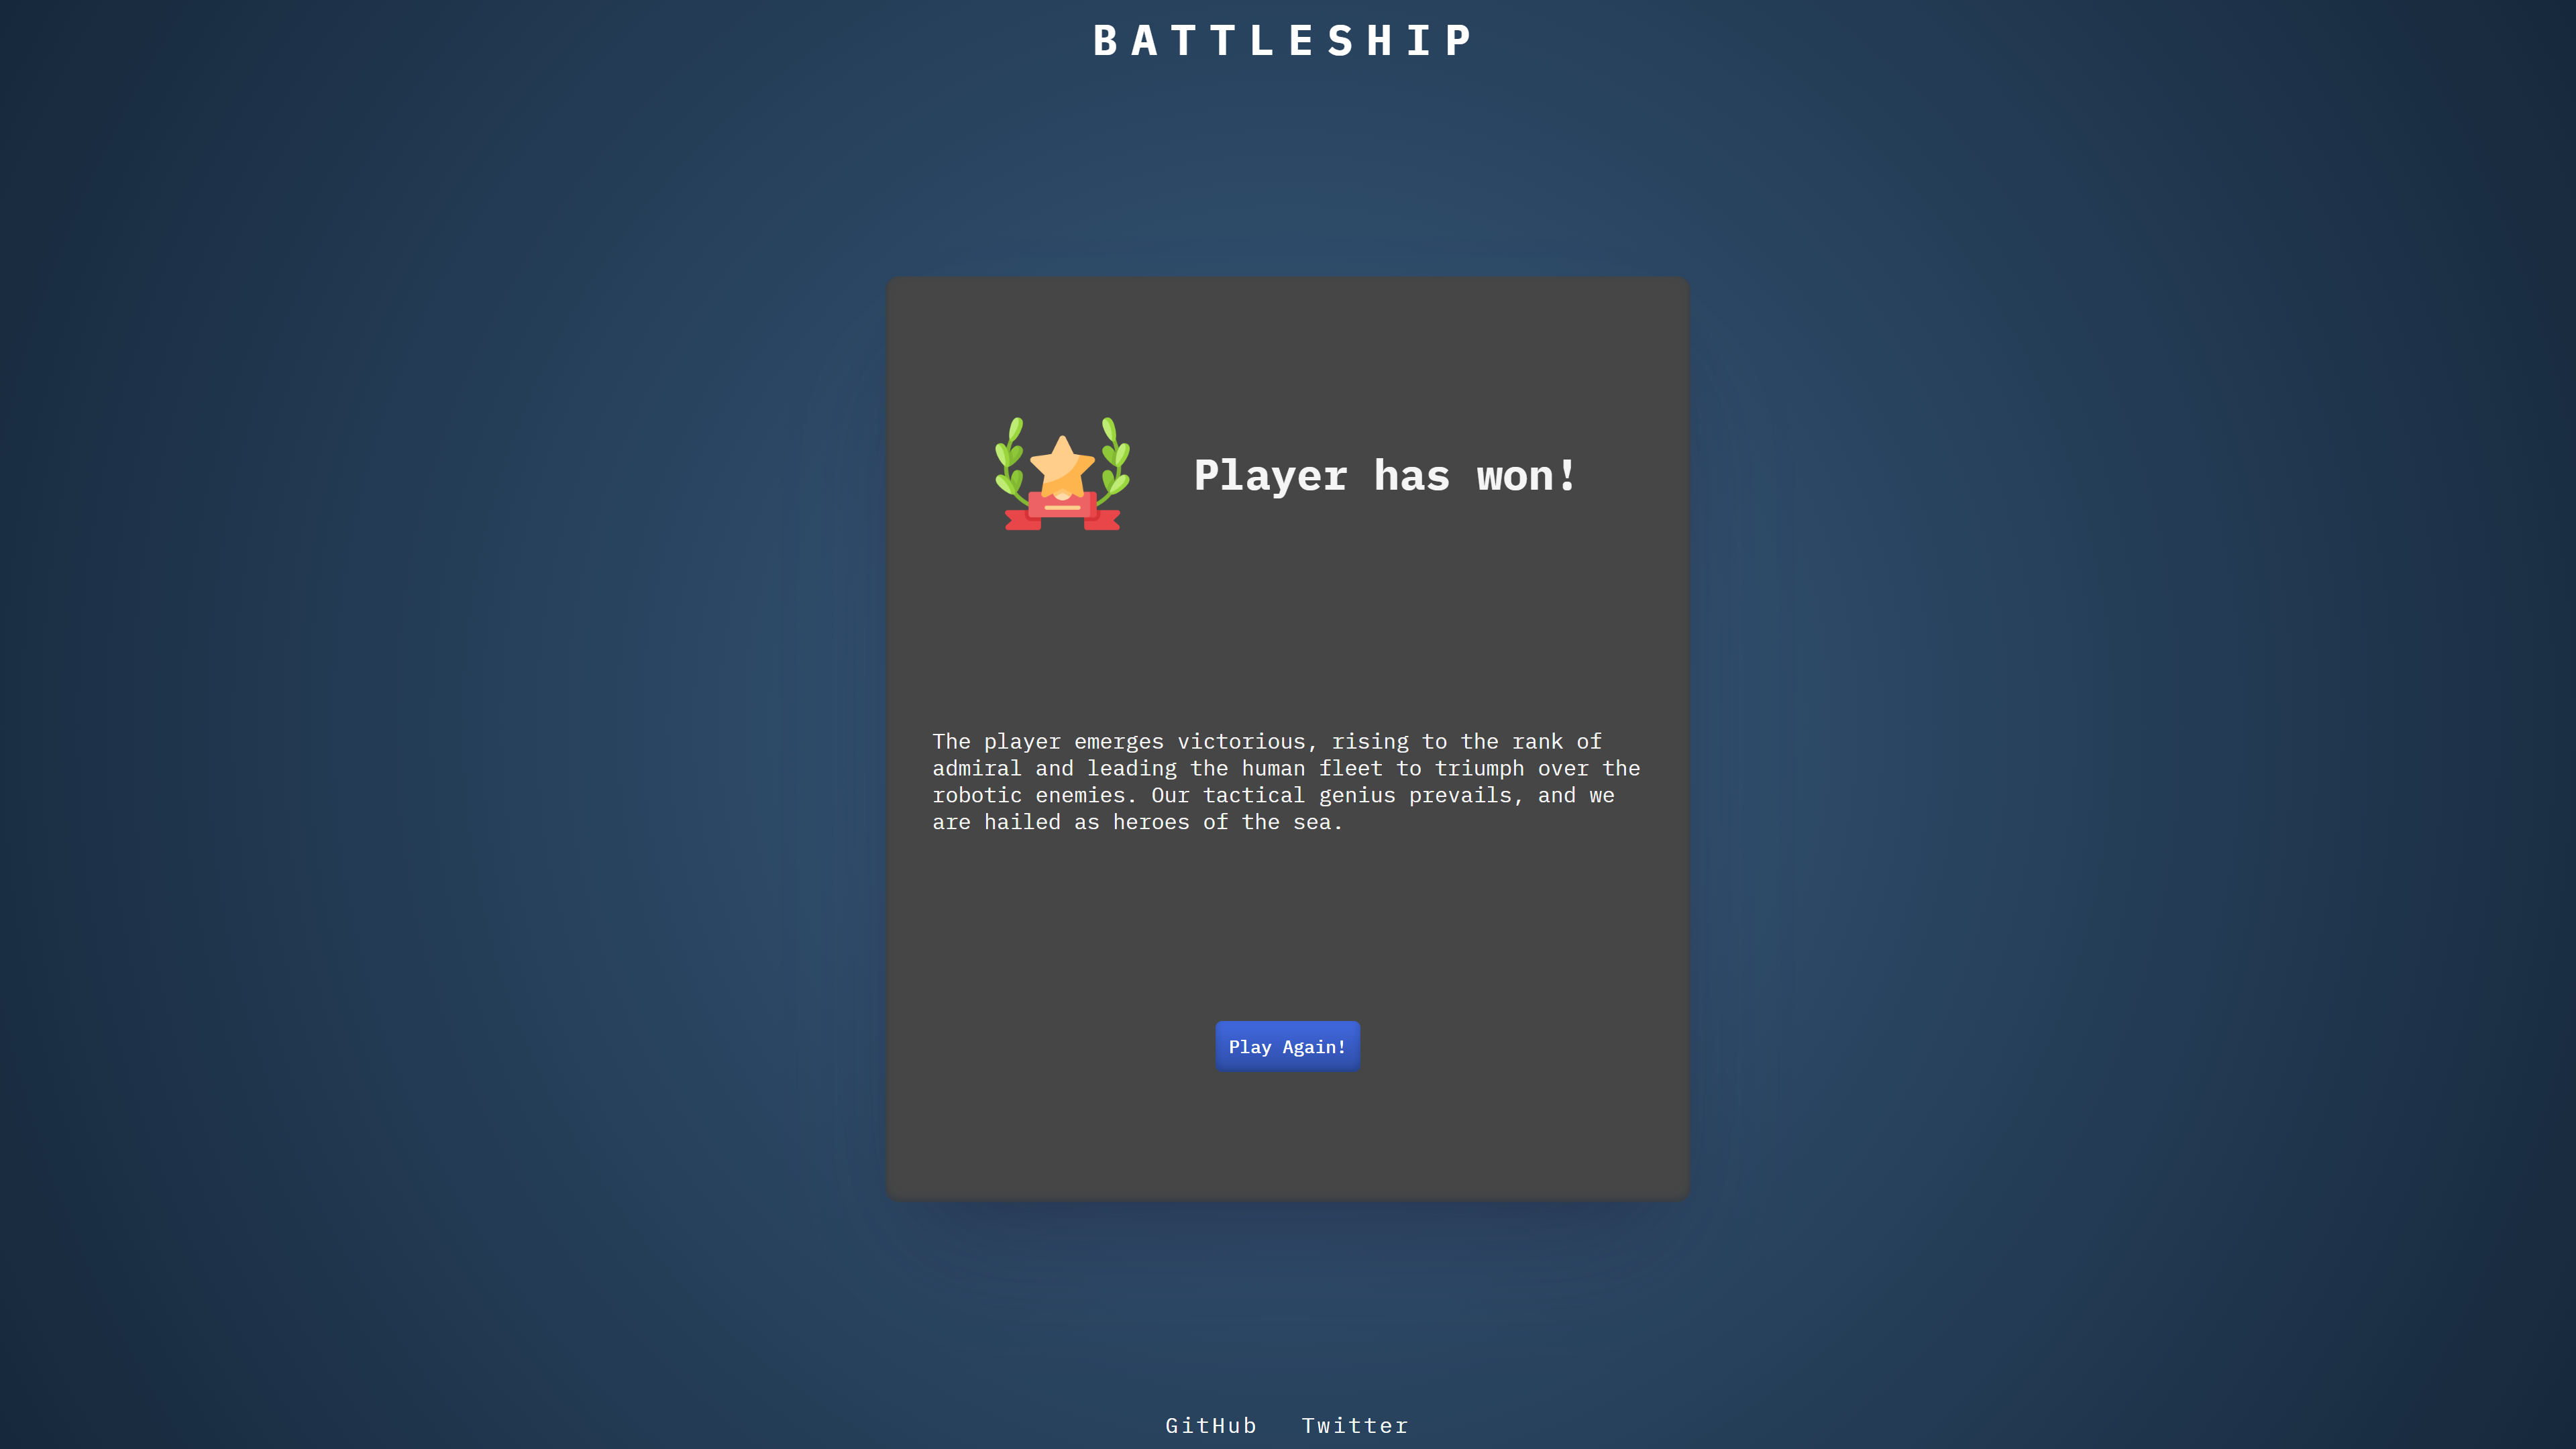 BATTLESHIP
Player has won!
The player emerges victorious, rising to the rank of
admiral and leading the human fleet to triumph over the
robotic enemies. Our tactical genius prevails, and we
are hailed as heroes of the sea.
Play Again!
GitHub Twitter